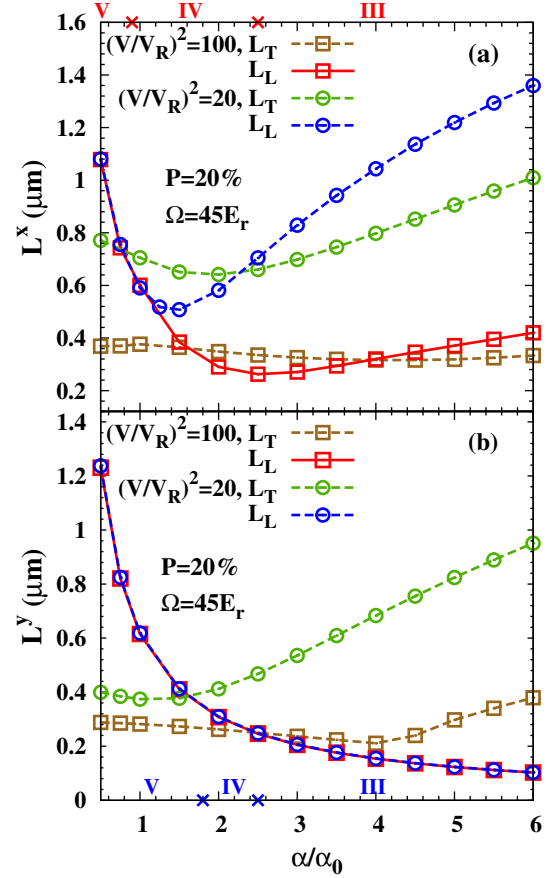 V IV III
(V/V_R)^2=100, L_T
L_L
(V/V_R)^2=20, L_T
L_L
(a)
P=20%
Ω=45E_r
L^x (μm)
1.6
1.4
1.2
1
0.8
0.6
0.4
0.2
(V/V_R)^2=100, L_T
L_L
(V/V_R)^2=20, L_T
L_L
(b)
P=20%
Ω=45E_r
L^y (μm)
1.4
1.2
1
0.8
0.6
0.4
0.2
0
V IV III
1 2 3 4 5 6
α/α_0